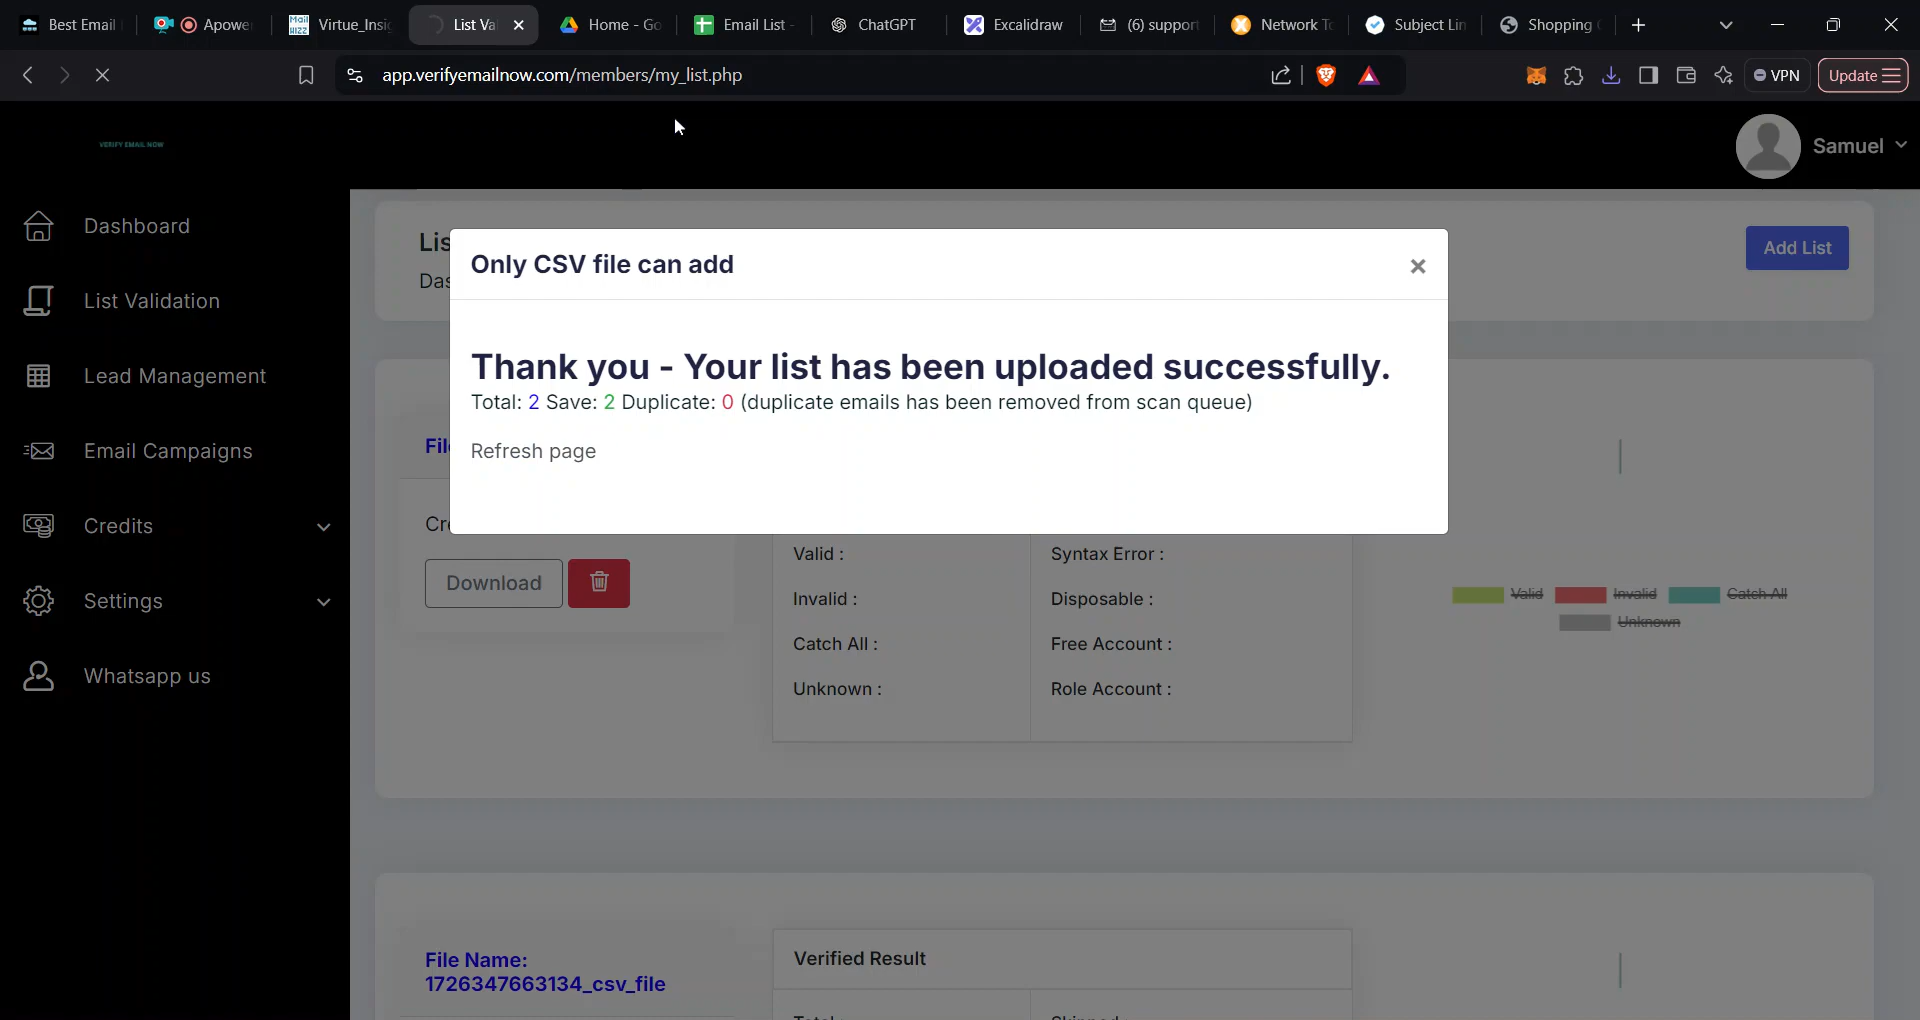 Best Email
Apowe
Virtue_Insig
List Va
Home - Go
Email List -
ChatGPT
Excalidraw
(6) support
Network To
Subject Lin
Shopping
app.verifyemailnow.com/members/my_list.php
VPN
Update
VERIFY EMAIL NOW
Samuel
Dashboard
List Validation
Lead Management
Email Campaigns
Credits
Settings
Whatsapp us
Lis
Das
Add List
Only CSV file can add
×
Thank you - Your list has been uploaded successfully.
Total: 2 Save: 2 Duplicate: 0 (duplicate emails has been removed from scan queue)
Refresh page
File
Cr
Download
Valid :
Syntax Error :
Invalid :
Disposable :
Catch All :
Free Account :
Unknown :
Role Account :
Valid
Invalid
Catch All
Unknown
File Name:
1726347663134_csv_file
Verified Result